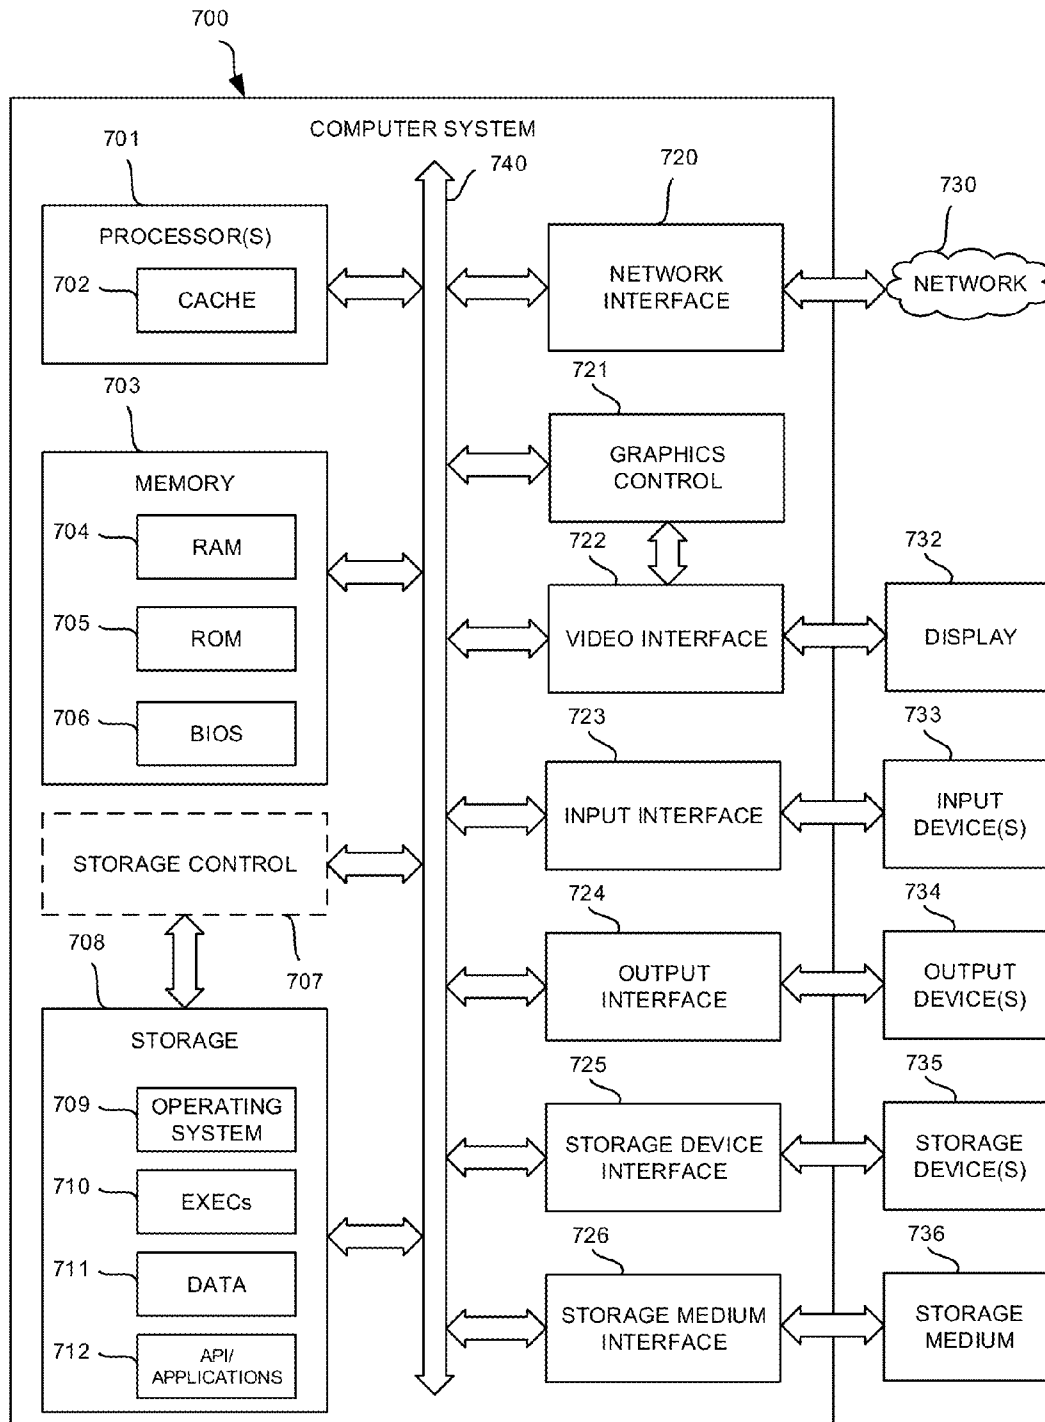 700
COMPUTER SYSTEM
701
740
720
730
PROCESSOR(S)
702
CACHE
NETWORK
INTERFACE
NETWORK
703
721
MEMORY
GRAPHICS
CONTROL
704
RAM
722
732
705
ROM
VIDEO INTERFACE
DISPLAY
706
BIOS
723
733
STORAGE CONTROL
INPUT INTERFACE
INPUT
DEVICE(S)
708
707
724
734
STORAGE
OUTPUT
INTERFACE
OUTPUT
DEVICE(S)
709
OPERATING
SYSTEM
725
735
710
EXECs
STORAGE DEVICE
INTERFACE
STORAGE
DEVICE(S)
711
DATA
726
736
712
API/
APPLICATIONS
STORAGE MEDIUM
INTERFACE
STORAGE
MEDIUM